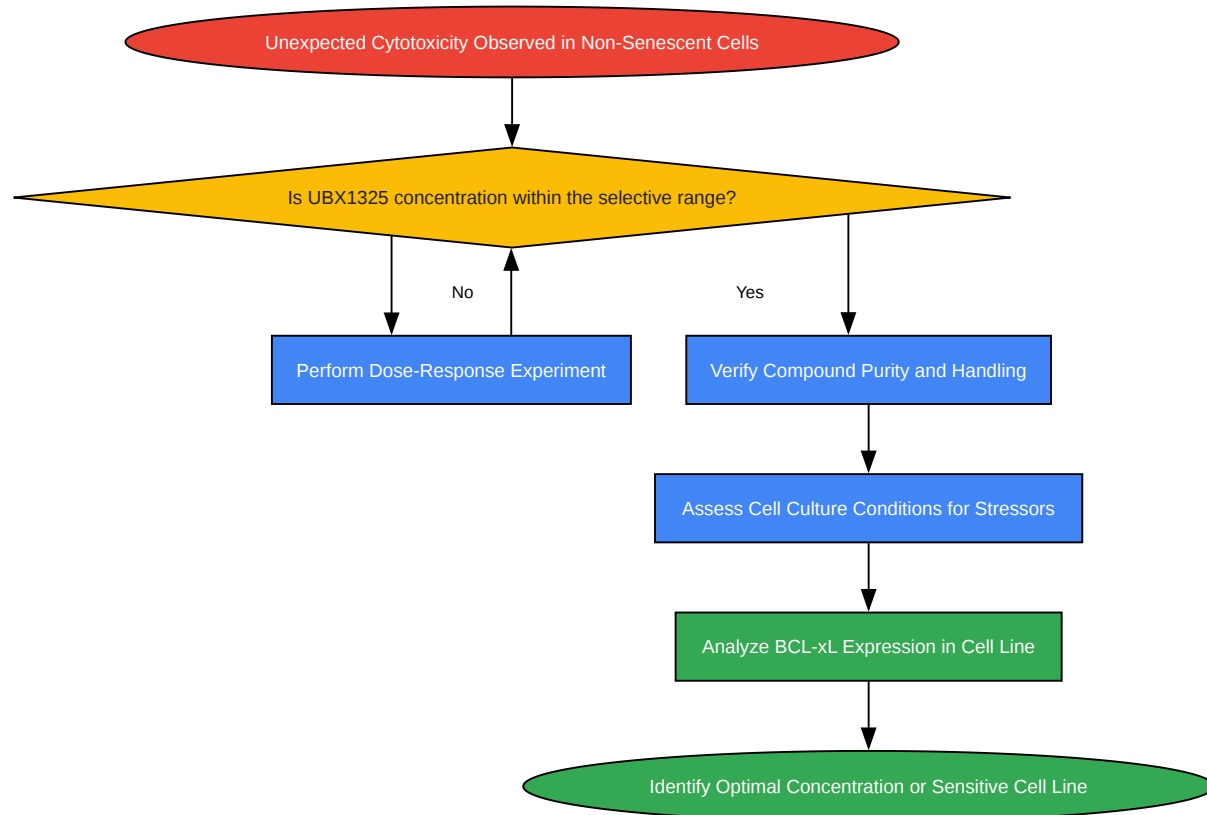 Unexpected Cytotoxicity Observed in Non-Senescent Cells
Is UBX1325 concentration within the selective range?
No
Yes
Perform Dose-Response Experiment
Verify Compound Purity and Handling
Assess Cell Culture Conditions for Stressors
Analyze BCL-xL Expression in Cell Line
Identify Optimal Concentration or Sensitive Cell Line